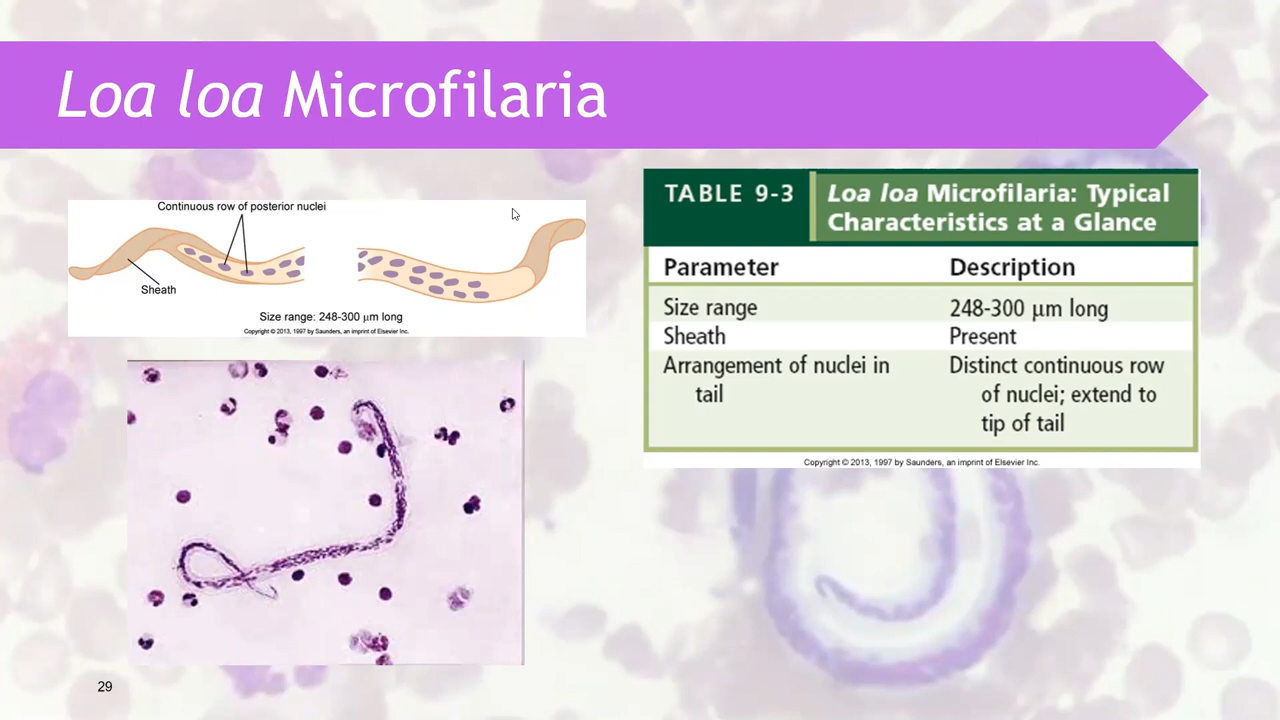 Loa loa Microfilaria
Continuous row of posterior nuclei
Sheath
Size range: 248-300 μm long
Copyright © 2013, 1997 by Saunders, an imprint of Elsevier Inc.
TABLE 9-3
Loa loa Microfilaria: Typical
Characteristics at a Glance
Parameter Description
Size range 248-300 μm long
Sheath Present
Arrangement of nuclei in Distinct continuous row
tail of nuclei; extend to
tip of tail
Copyright © 2013, 1997 by Saunders, an imprint of Elsevier Inc.
29